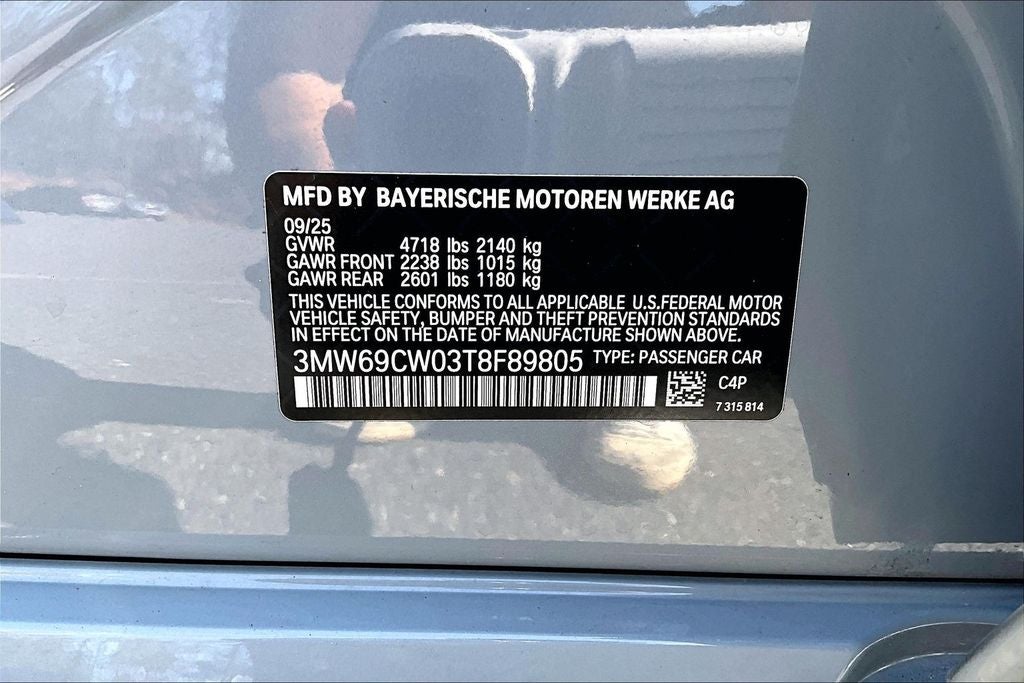 MFD BY BAYERISCHE MOTOREN WERKE AG
09/25
GVWR 4718 lbs 2140 kg
GAWR FRONT 2238 lbs 1015 kg
GAWR REAR 2601 lbs 1180 kg
THIS VEHICLE CONFORMS TO ALL APPLICABLE U.S.FEDERAL MOTOR
VEHICLE SAFETY, BUMPER AND THEFT PREVENTION STANDARDS
IN EFFECT ON THE DATE OF MANUFACTURE SHOWN ABOVE.
3MW69CW03T8F89805 TYPE: PASSENGER CAR
C4P
7 315 814